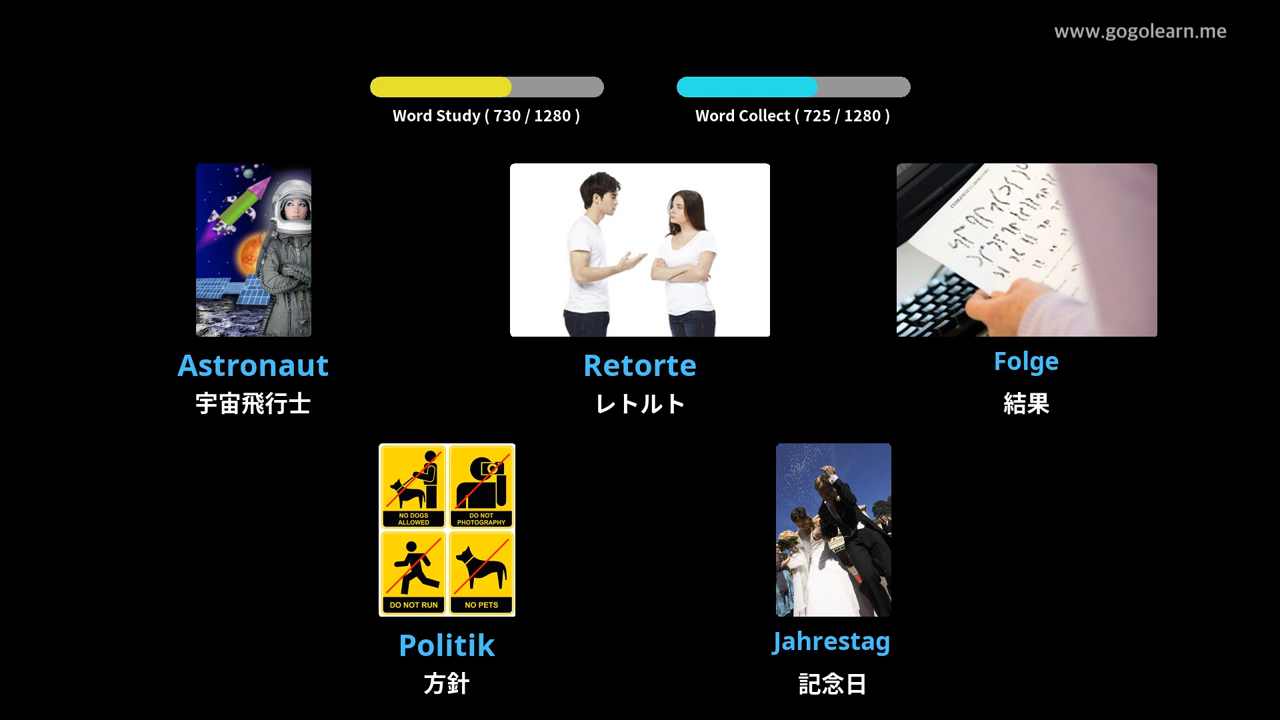 www.gogolearn.me
Word Study ( 730 / 1280 )
Word Collect ( 725 / 1280 )
Astronaut
宇宙飛行士
Retorte
レトルト
Folge
結果
NO DOGS
ALLOWED
DO NOT
PHOTOGRAPHY
DO NOT RUN
NO PETS
Politik
方針
Jahrestag
記念日